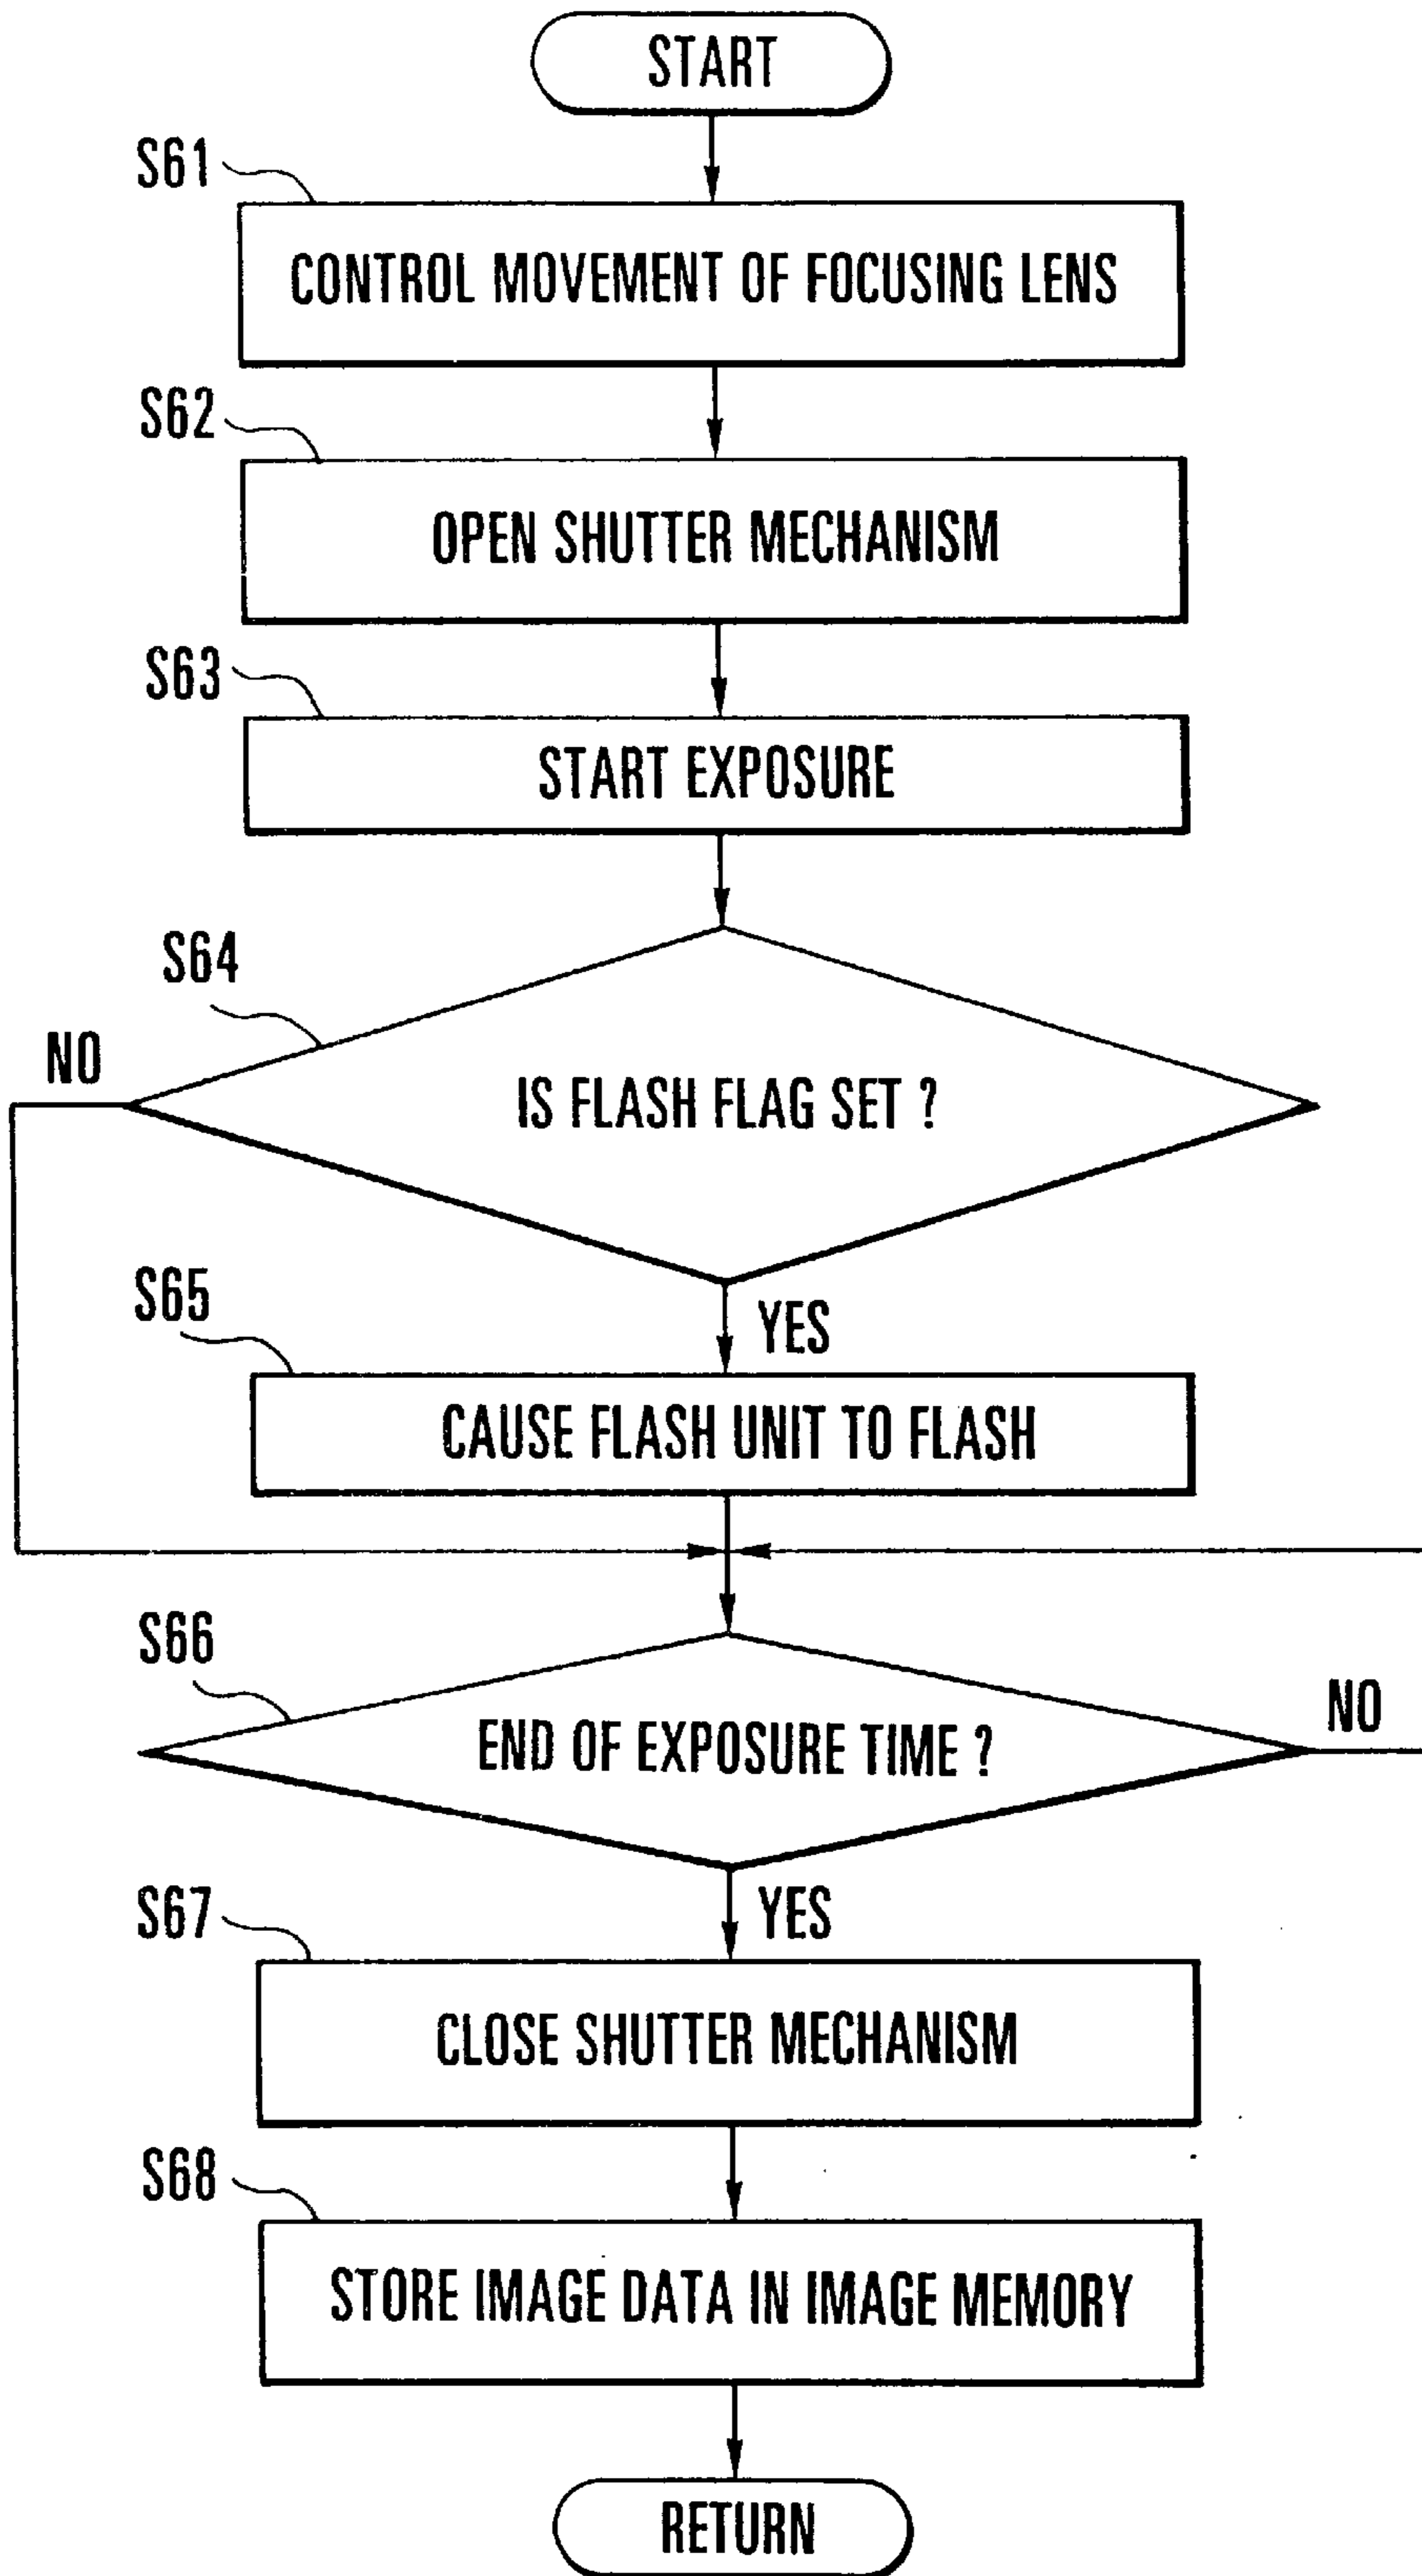 START
S61
CONTROL MOVEMENT OF FOCUSING LENS
S62
OPEN SHUTTER MECHANISM
S63
START EXPOSURE
S64
NO
IS FLASH FLAG SET ?
YES
S65
CAUSE FLASH UNIT TO FLASH
S66
END OF EXPOSURE TIME ?
NO
YES
S67
CLOSE SHUTTER MECHANISM
S68
STORE IMAGE DATA IN IMAGE MEMORY
RETURN